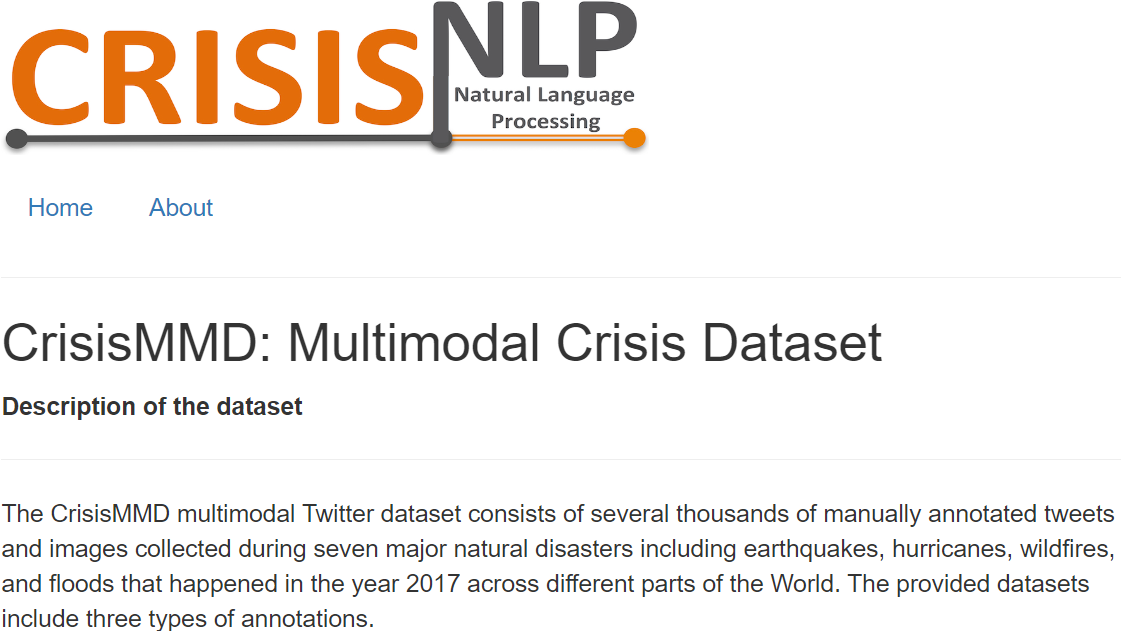 CRISIS NLP
Natural Language
Processing
Home About
CrisisMMD: Multimodal Crisis Dataset
Description of the dataset
The CrisisMMD multimodal Twitter dataset consists of several thousands of manually annotated tweets
and images collected during seven major natural disasters including earthquakes, hurricanes, wildfires,
and floods that happened in the year 2017 across different parts of the World. The provided datasets
include three types of annotations.